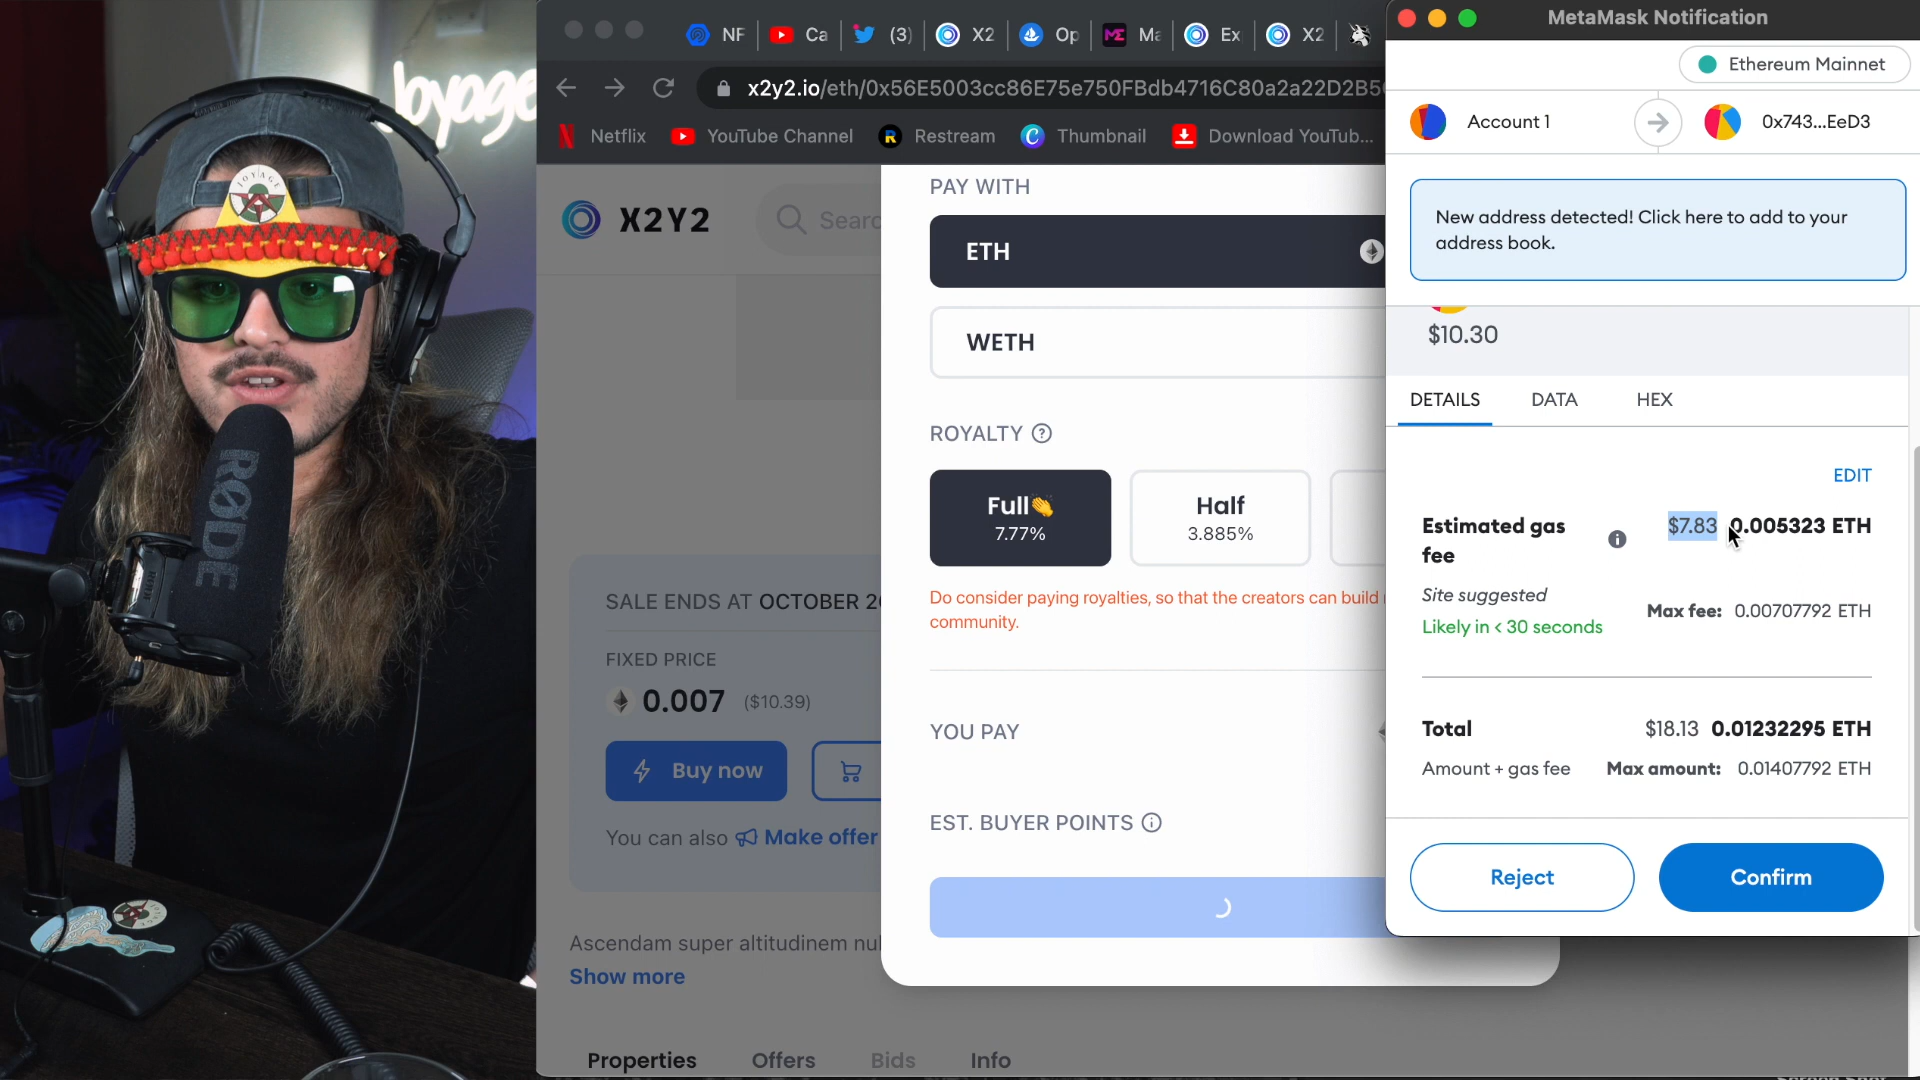 MetaMask Notification
NF
Ca
(3)
X2
Op
Ma
Ex
X2
x2y2.io/eth/0x56E5003cc86E75e750FBdb4716C80a2a22D2B5
Netflix
YouTube Channel
Restream
Thumbnail
Download YouTub...
X2Y2
Searc
SALE ENDS AT OCTOBER 2
FIXED PRICE
0.007 ($10.39)
Buy now
You can also Make offer
Ascendam super altitudinem nul
Show more
Properties
Offers
Bids
Info
PAY WITH
ETH
WETH
ROYALTY
Full👏
7.77%
Half
3.885%
Do consider paying royalties, so that the creators can build
community.
YOU PAY
EST. BUYER POINTS
Ethereum Mainnet
Account 1
0x743...EeD3
New address detected! Click here to add to your
address book.
$10.30
DETAILS
DATA
HEX
EDIT
Estimated gas
fee
$7.83 0.005323 ETH
Site suggested
Likely in < 30 seconds
Max fee: 0.00707792 ETH
Total
$18.13 0.01232295 ETH
Amount + gas fee
Max amount: 0.01407792 ETH
Reject
Confirm
RØDE
JOYAGE